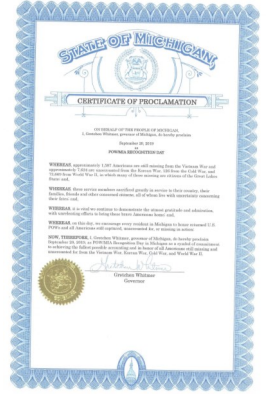 STATE OF MICHIGAN
CERTIFICATE OF PROCLAMATION
ON BEHALF OF THE PEOPLE OF MICHIGAN,
I, Gretchen Whitmer, governor of Michigan, do hereby proclaim
September 20, 2019
as
POW/MIA RECOGNITION DAY
WHEREAS, approximately 1,587 Americans are still missing from the Vietnam War and
approximately 7,624 are unaccounted from the Korean War, 126 from the Cold War, and
72,000 from World War II, in which many of those missing are citizens of the Great Lakes
State; and,
WHEREAS, these service members sacrificed greatly in service to their country, their
families, friends and other concerned citizens, all of whom live with uncertainty concerning
their loves; and,
WHEREAS, it is vital we continue to demonstrate the utmost gratitude and admiration,
with unrelenting efforts to bring these brave Americans home; and,
WHEREAS, on this day, we encourage every resident in Michigan to honor returned U.S.
POWs and all Americans still captured, unaccounted for, or missing in action;
NOW, THEREFORE, I, Gretchen Whitmer, governor of Michigan, do hereby proclaim
September 20, 2019, as POW/MIA Recognition Day in Michigan as a symbol of commitment
to achieving the fullest possible accounting and in honor of all Americans still missing and
unaccounted for from the Vietnam War, Korean War, Cold War, and World War II.
Gretchen Whitmer
Gretchen Whitmer
Governor